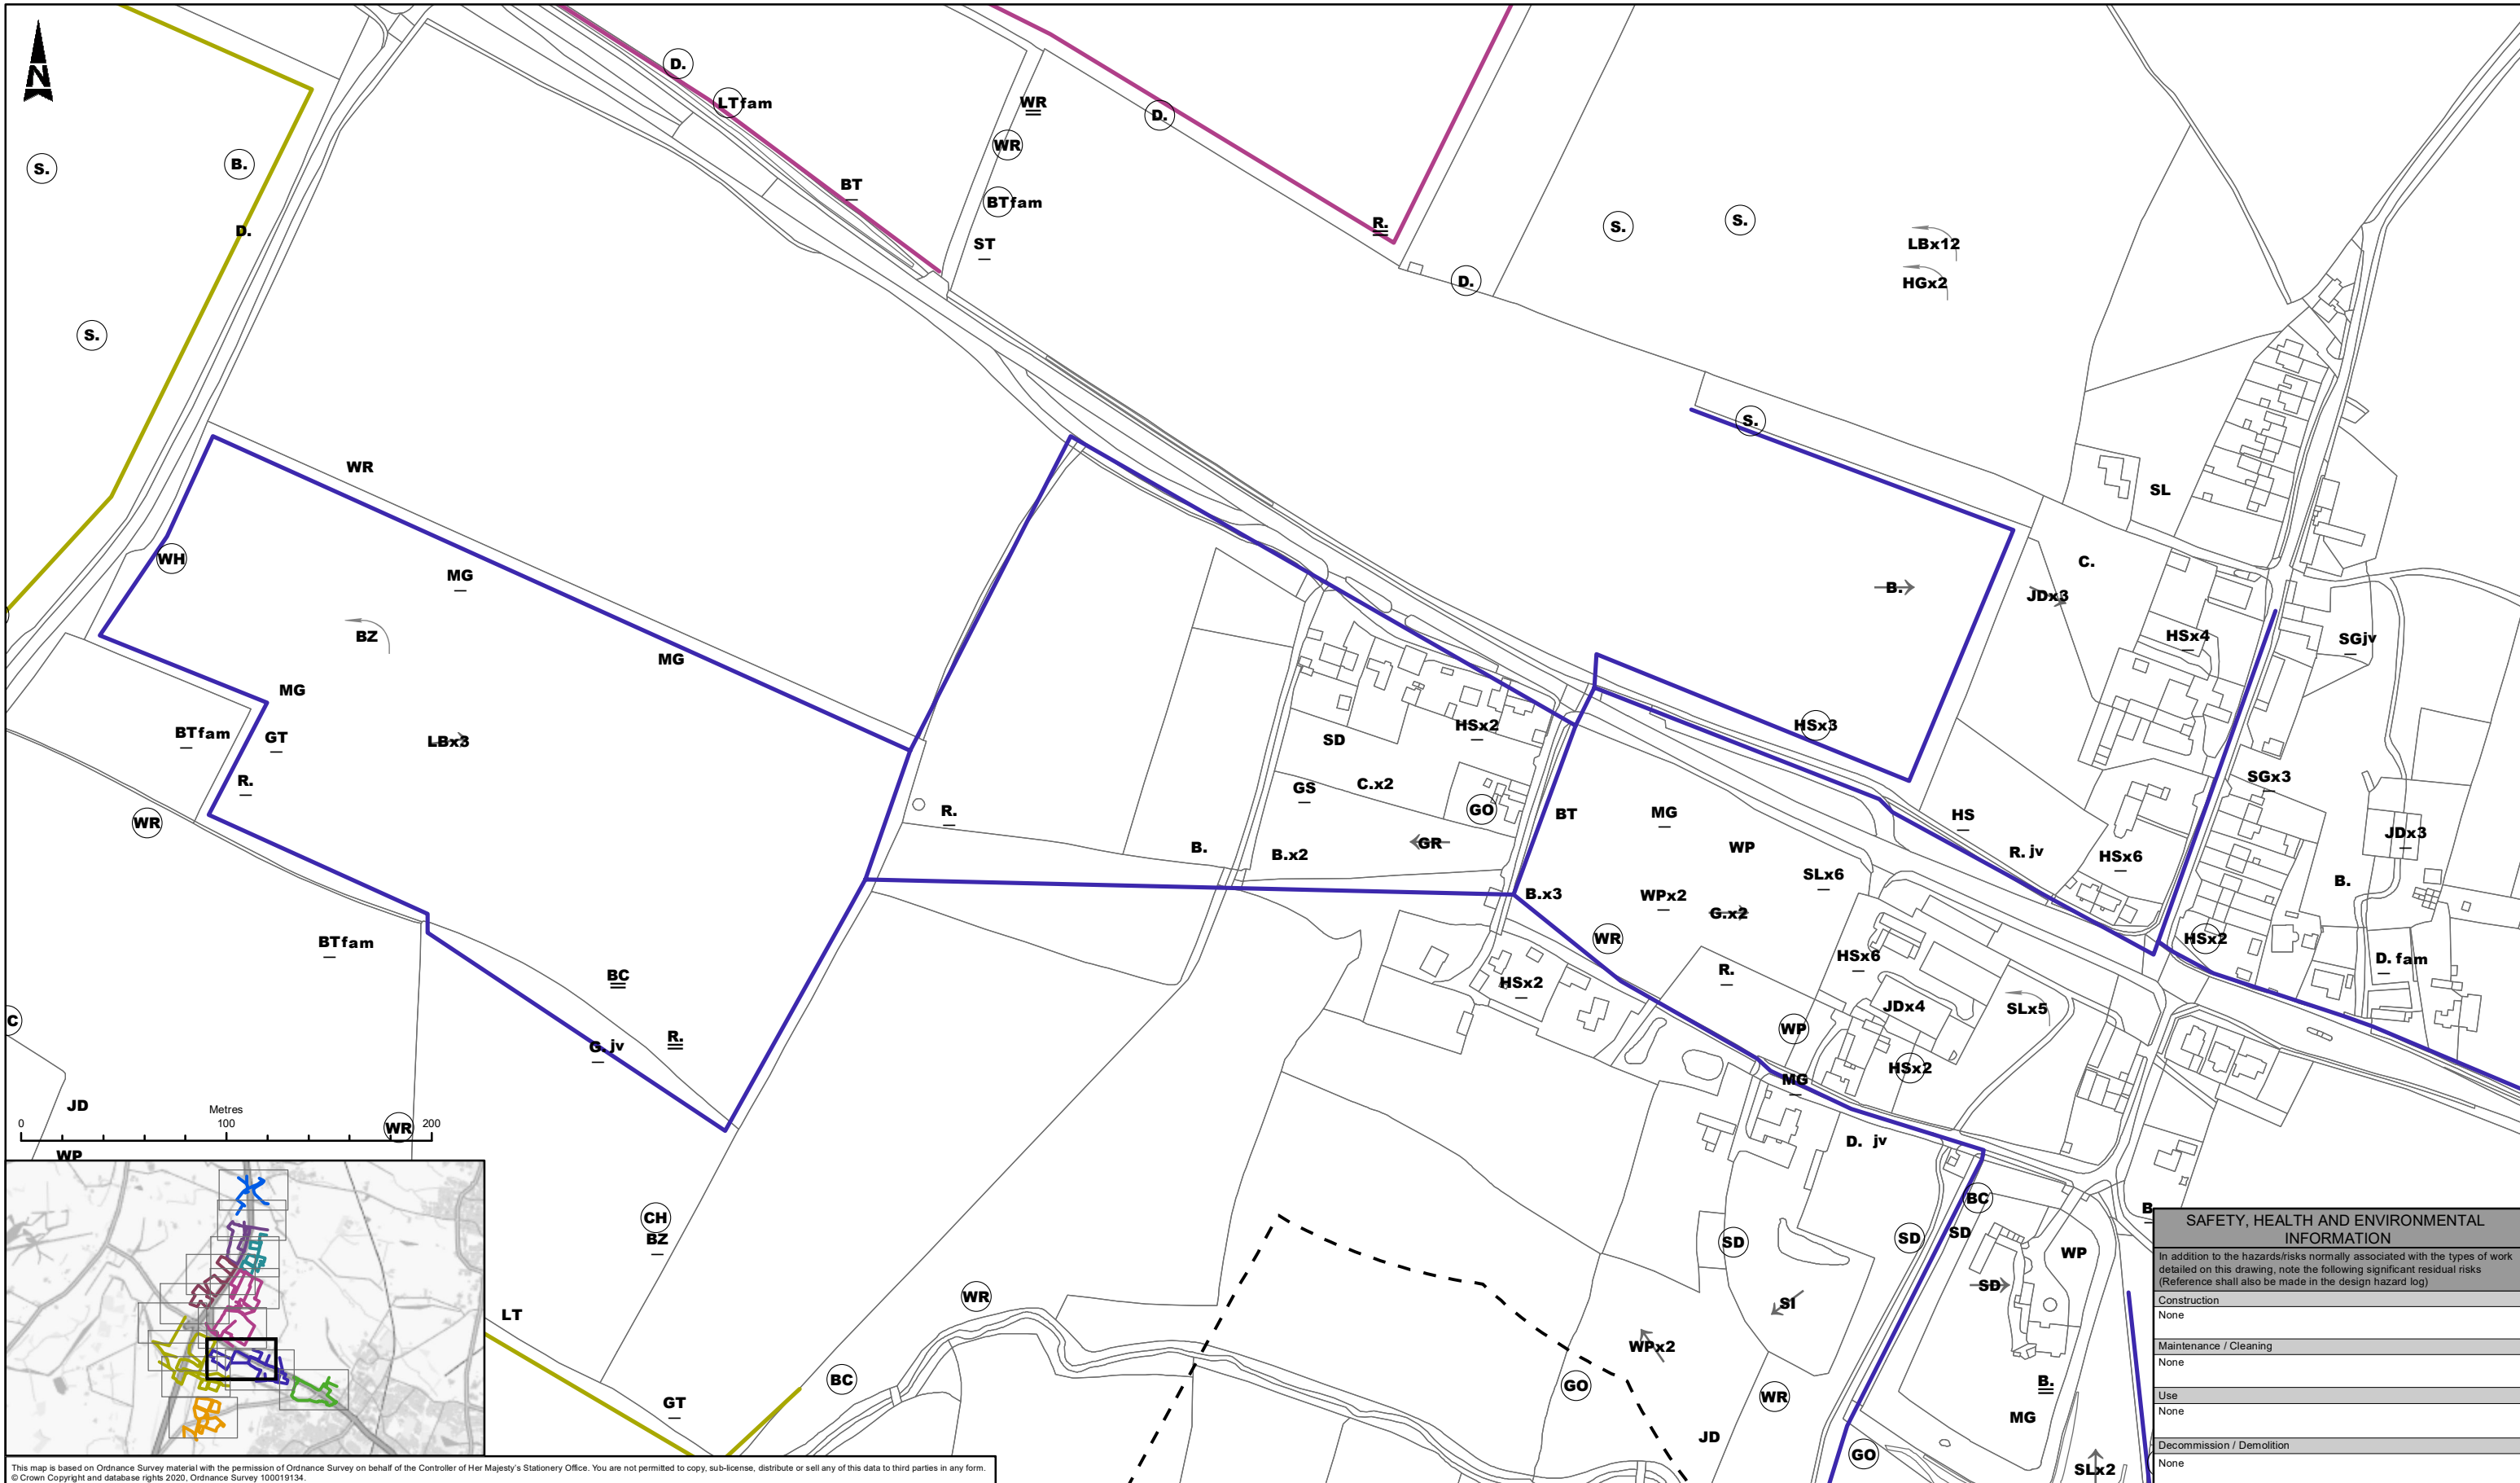 N
D.
LTfam
WR
D.
WR
S.
B.
BT
BTfam
D.
R.
S.
S.
ST
LBx12
D.
HGx2
S.
S.
WR
SL
WH
MG
C.
B.
JDx3
BZ
HSx4
SGjv
MG
MG
BTfam
GT
LBx3
SD
HSx2
HSx3
R.
C.x2
GS
SGx3
R.
GO
BT
MG
HS
WR
JDx3
B.
B.x2
GR
WP
R. jv
HSx6
SLx6
B.
B.x3
WPx2
G.x2
BTfam
WR
HSx2
HSx6
D. fam
BC
R.
HSx2
C
JDx4
SLx5
WP
G. jv
R.
HSx2
MG
JD
Metres
0
100
200
WR
D. jv
WP
BC
B.
CH
SD
SD
SD
BZ
WP
SD
WR
SI
LT
WPx2
BC
GO
WR
B.
GT
MG
JD
GO
SLx2
SAFETY, HEALTH AND ENVIRONMENTAL
INFORMATION
In addition to the hazards/risks normally associated with the types of work
detailed on this drawing, note the following significant residual risks
(Reference shall also be made in the design hazard log)
Construction
None
Maintenance / Cleaning
None
Use
None
Decommission / Demolition
None
This map is based on Ordnance Survey material with the permission of Ordnance Survey on behalf of the Controller of Her Majesty's Stationery Office. You are not permitted to copy, sub-license, distribute or sell any of this data to third parties in any form.
© Crown Copyright and database rights 2020, Ordnance Survey 100019134.